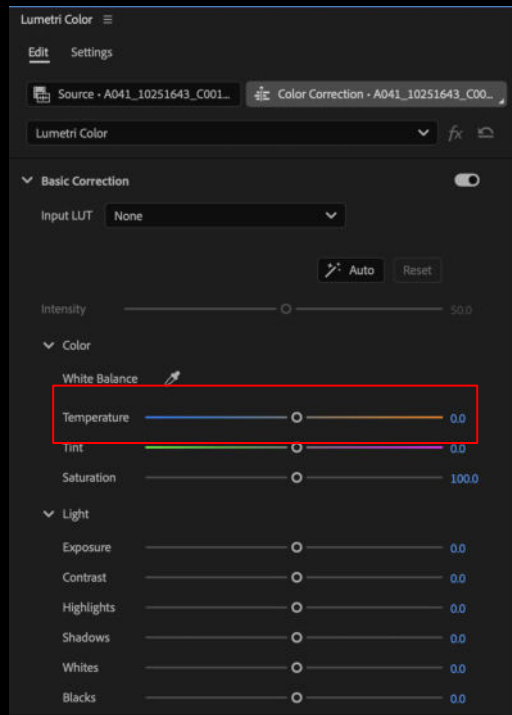 Lumetri Color
Edit Settings
Source · A041_10251643_C001... Color Correction · A041_10251643_C00...
Lumetri Color fx
Basic Correction
Input LUT None
Auto Reset
Intensity 50.0
Color
White Balance
Temperature 0.0
Tint 0.0
Saturation 100.0
Light
Exposure 0.0
Contrast 0.0
Highlights 0.0
Shadows 0.0
Whites 0.0
Blacks 0.0